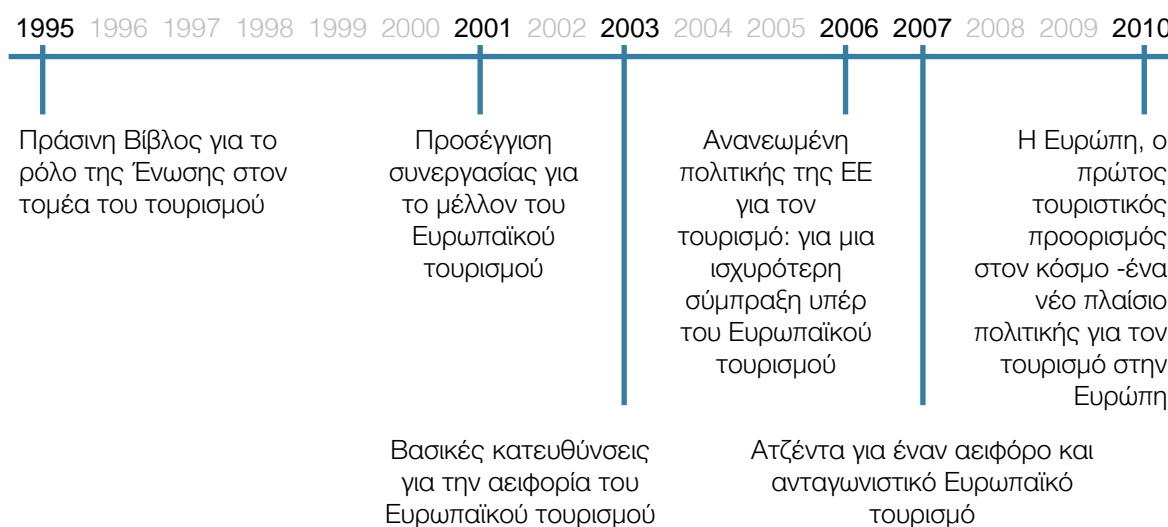 1995 1996 1997 1998 1999 2000 2001 2002 2003 2004 2005 2006 2007 2008 2009 2010
Πράσινη Βίβλος για το
ρόλο της Ένωσης στον
τομέα του τουρισμού
Προσέγγιση
συνεργασίας για
το μέλλον του
Ευρωπαϊκού
τουρισμού
Ανανεωμένη
πολιτικής της ΕΕ
για τον
τουρισμό: για μια
ισχυρότερη
σύμπραξη υπέρ
του Ευρωπαϊκού
τουρισμού
Η Ευρώπη, ο
πρώτος
τουριστικός
προορισμός
στον κόσμο -ένα
νέο πλαίσιο
πολιτικής για τον
τουρισμό στην
Ευρώπη
Βασικές κατευθύνσεις
για την αειφορία του
Ευρωπαϊκού τουρισμού
Ατζέντα για έναν αειφόρο και
ανταγωνιστικό Ευρωπαϊκό
τουρισμό